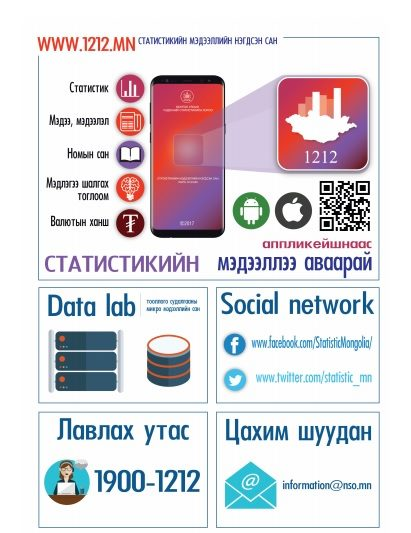 WWW.1212.MN СТАТИСТИКИЙН МЭДЭЭЛЛИЙН НЭГДСЭН САН
Статистик
Мэдээ, мэдээлэл
Номын сан
Мэдлэгээ шалгах
тоглоом
Валютын ханш
©2017
1212
аппликейшнаас
СТАТИСТИКИЙН мэдээллээ аваарай
Data lab
тооллого судалгааны
микро мэдээллийн сан
Social network
www.facebook.com/StatisticMongolia/
www.twitter.com/statistic_mn
Лавлах утас
1900-1212
Цахим шуудан
information@nso.mn